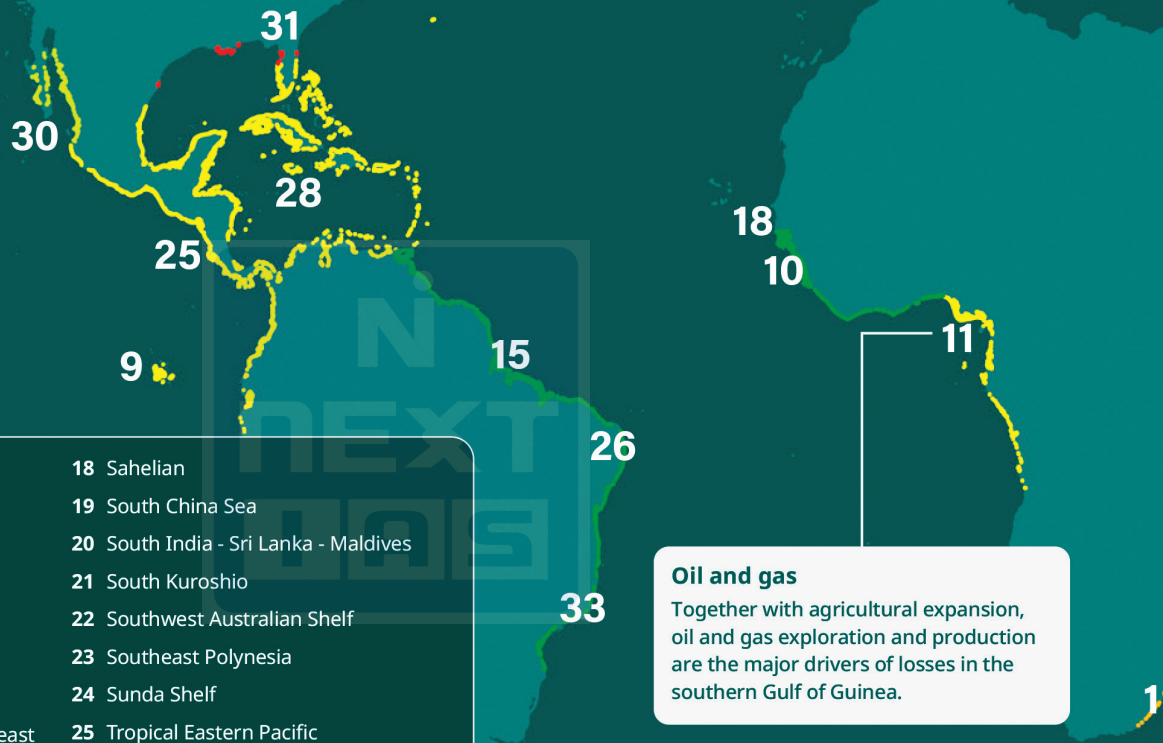 31
30
28
18
25
10
11
9
15
26
18 Sahelian
19 South China Sea
20 South India - Sri Lanka - Maldives
21 South Kuroshio
22 Southwest Australian Shelf
23 Southeast Polynesia
24 Sunda Shelf
east
25 Tropical Eastern Pacific
33
Oil and gas
Together with agricultural expansion,
oil and gas exploration and production
are the major drivers of losses in the
southern Gulf of Guinea.
1
N
NEXT
IAS